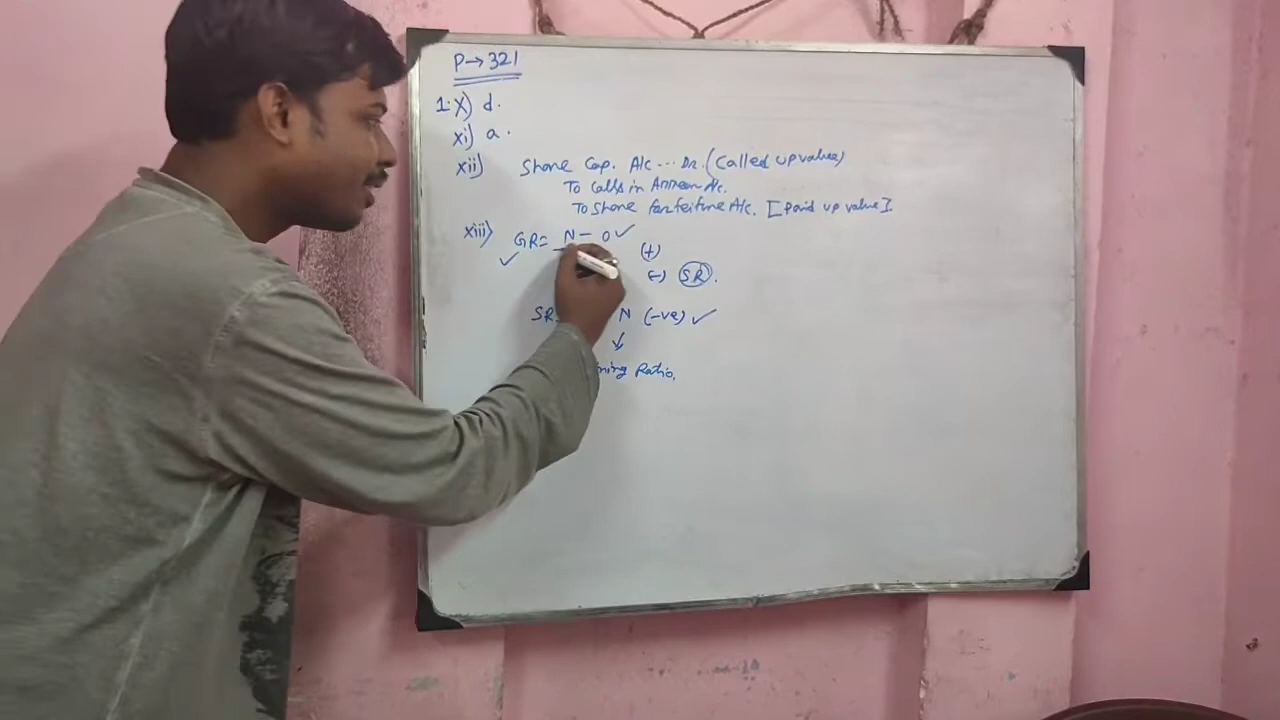 P→321
1. x) d.
xi) a.
xii) Share Cap. A/c ... Dr. (Called up value)
To Calls in Arrear A/c.
To Share forfeiture A/c. [Paid up value].
xiii) GR = N - O ✓ (+)
✓ (-) SR.
SR N (-ve) ✓
↓
ning Ratio.